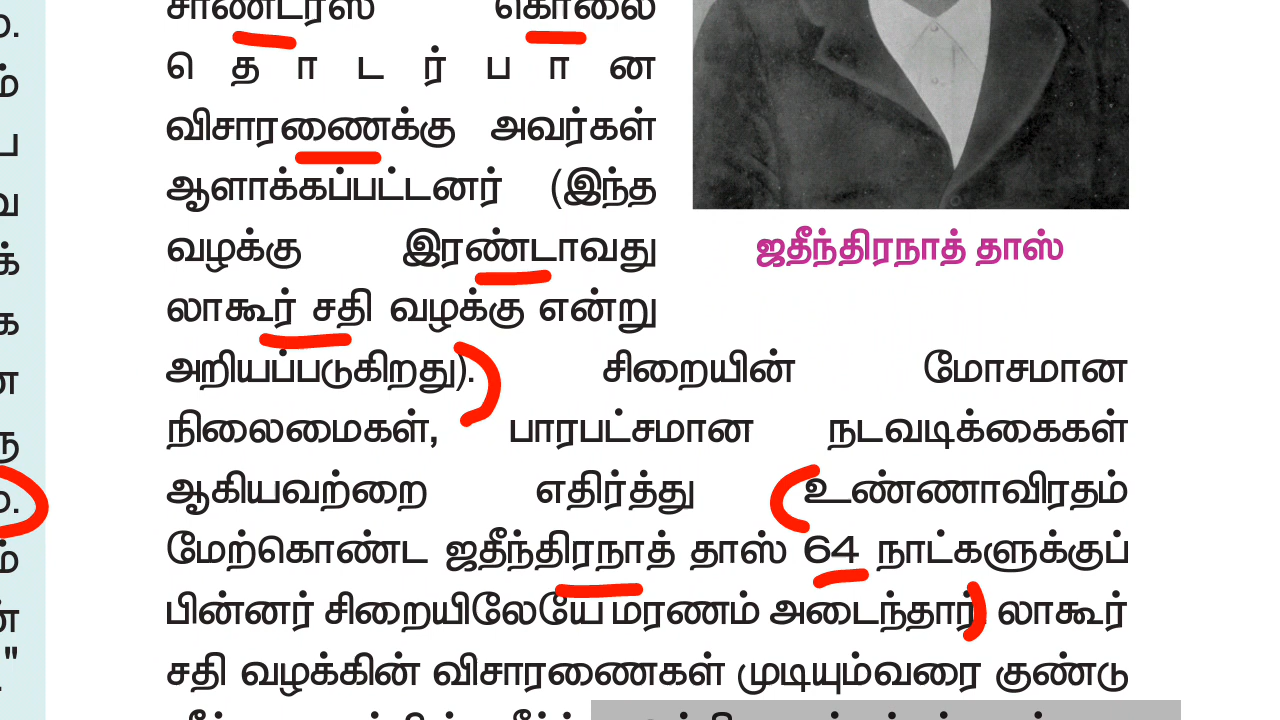 சாண்டர்ஸ் கொலை
தொடர்பான
விசாரணைக்கு அவர்கள்
ஆளாக்கப்பட்டனர் (இந்த
வழக்கு இரண்டாவது
லாகூர் சதி வழக்கு என்று
அறியப்படுகிறது). சிறையின் மோசமான
நிலைமைகள், பாரபட்சமான நடவடிக்கைகள்
ஆகியவற்றை எதிர்த்து உண்ணாவிரதம்
மேற்கொண்ட ஜதீந்திரநாத் தாஸ் 64 நாட்களுக்குப்
பின்னர் சிறையிலேயே மரணம் அடைந்தார். லாகூர்
சதி வழக்கின் விசாரணைகள் முடியும்வரை குண்டு
ஜதீந்திரநாத் தாஸ்